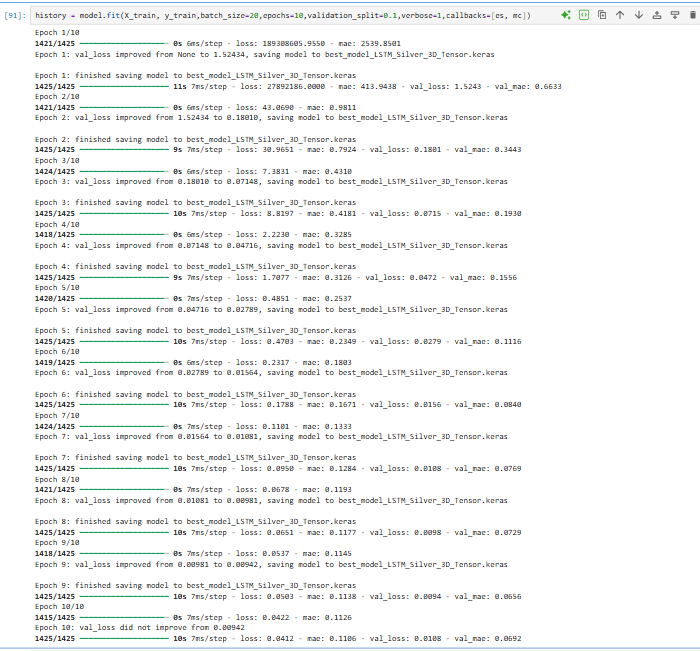 [91]: history = model.fit(X_train, y_train,batch_size=20,epochs=10,validation_split=0.1,verbose=1,callbacks=[es, mc])
Epoch 1/10
1421/1425 0s 6ms/step - loss: 189308605.9550 - mae: 2539.8501
Epoch 1: val_loss improved from None to 1.52434, saving model to best_model_LSTM_Silver_3D_Tensor.keras
Epoch 1: finished saving model to best_model_LSTM_Silver_3D_Tensor.keras
1425/1425 11s 7ms/step - loss: 27892186.0000 - mae: 413.9438 - val_loss: 1.5243 - val_mae: 0.6633
Epoch 2/10
1421/1425 0s 6ms/step - loss: 43.0690 - mae: 0.9811
Epoch 2: val_loss improved from 1.52434 to 0.18010, saving model to best_model_LSTM_Silver_3D_Tensor.keras
Epoch 2: finished saving model to best_model_LSTM_Silver_3D_Tensor.keras
1425/1425 9s 7ms/step - loss: 30.9651 - mae: 0.7924 - val_loss: 0.1801 - val_mae: 0.3443
Epoch 3/10
1424/1425 0s 6ms/step - loss: 7.3831 - mae: 0.4310
Epoch 3: val_loss improved from 0.18010 to 0.07148, saving model to best_model_LSTM_Silver_3D_Tensor.keras
Epoch 3: finished saving model to best_model_LSTM_Silver_3D_Tensor.keras
1425/1425 10s 7ms/step - loss: 8.8197 - mae: 0.4181 - val_loss: 0.0715 - val_mae: 0.1930
Epoch 4/10
1418/1425 0s 6ms/step - loss: 2.2230 - mae: 0.3285
Epoch 4: val_loss improved from 0.07148 to 0.04716, saving model to best_model_LSTM_Silver_3D_Tensor.keras
Epoch 4: finished saving model to best_model_LSTM_Silver_3D_Tensor.keras
1425/1425 9s 7ms/step - loss: 1.7077 - mae: 0.3126 - val_loss: 0.0472 - val_mae: 0.1556
Epoch 5/10
1420/1425 0s 7ms/step - loss: 0.4851 - mae: 0.2537
Epoch 5: val_loss improved from 0.04716 to 0.02789, saving model to best_model_LSTM_Silver_3D_Tensor.keras
Epoch 5: finished saving model to best_model_LSTM_Silver_3D_Tensor.keras
1425/1425 10s 7ms/step - loss: 0.4703 - mae: 0.2349 - val_loss: 0.0279 - val_mae: 0.1116
Epoch 6/10
1419/1425 0s 6ms/step - loss: 0.2317 - mae: 0.1803
Epoch 6: val_loss improved from 0.02789 to 0.01564, saving model to best_model_LSTM_Silver_3D_Tensor.keras
Epoch 6: finished saving model to best_model_LSTM_Silver_3D_Tensor.keras
1425/1425 10s 7ms/step - loss: 0.1788 - mae: 0.1671 - val_loss: 0.0156 - val_mae: 0.0840
Epoch 7/10
1424/1425 0s 7ms/step - loss: 0.1101 - mae: 0.1333
Epoch 7: val_loss improved from 0.01564 to 0.01081, saving model to best_model_LSTM_Silver_3D_Tensor.keras
Epoch 7: finished saving model to best_model_LSTM_Silver_3D_Tensor.keras
1425/1425 10s 7ms/step - loss: 0.0950 - mae: 0.1284 - val_loss: 0.0108 - val_mae: 0.0769
Epoch 8/10
1421/1425 0s 7ms/step - loss: 0.0678 - mae: 0.1193
Epoch 8: val_loss improved from 0.01081 to 0.00981, saving model to best_model_LSTM_Silver_3D_Tensor.keras
Epoch 8: finished saving model to best_model_LSTM_Silver_3D_Tensor.keras
1425/1425 10s 7ms/step - loss: 0.0651 - mae: 0.1177 - val_loss: 0.0098 - val_mae: 0.0729
Epoch 9/10
1418/1425 0s 7ms/step - loss: 0.0537 - mae: 0.1145
Epoch 9: val_loss improved from 0.00981 to 0.00942, saving model to best_model_LSTM_Silver_3D_Tensor.keras
Epoch 9: finished saving model to best_model_LSTM_Silver_3D_Tensor.keras
1425/1425 10s 7ms/step - loss: 0.0503 - mae: 0.1138 - val_loss: 0.0094 - val_mae: 0.0656
Epoch 10/10
1415/1425 0s 7ms/step - loss: 0.0422 - mae: 0.1126
Epoch 10: val_loss did not improve from 0.00942
1425/1425 10s 7ms/step - loss: 0.0412 - mae: 0.1106 - val_loss: 0.0108 - val_mae: 0.0692